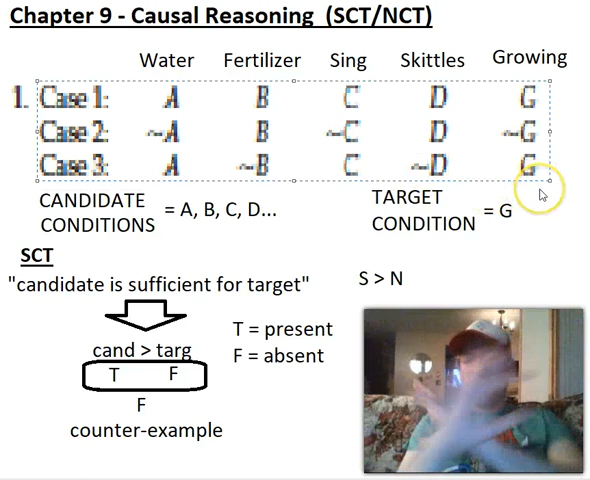 Chapter 9 - Causal Reasoning (SCT/NCT)
Water Fertilizer Sing Skittles Growing
1. Case 1: A B C D G
Case 2: ~A B ~C D ~G
Case 3: A ~B C ~D G
CANDIDATE CONDITIONS = A, B, C, D...
TARGET CONDITION = G
SCT
"candidate is sufficient for target"
S > N
cand > targ
T F
F
counter-example
T = present
F = absent